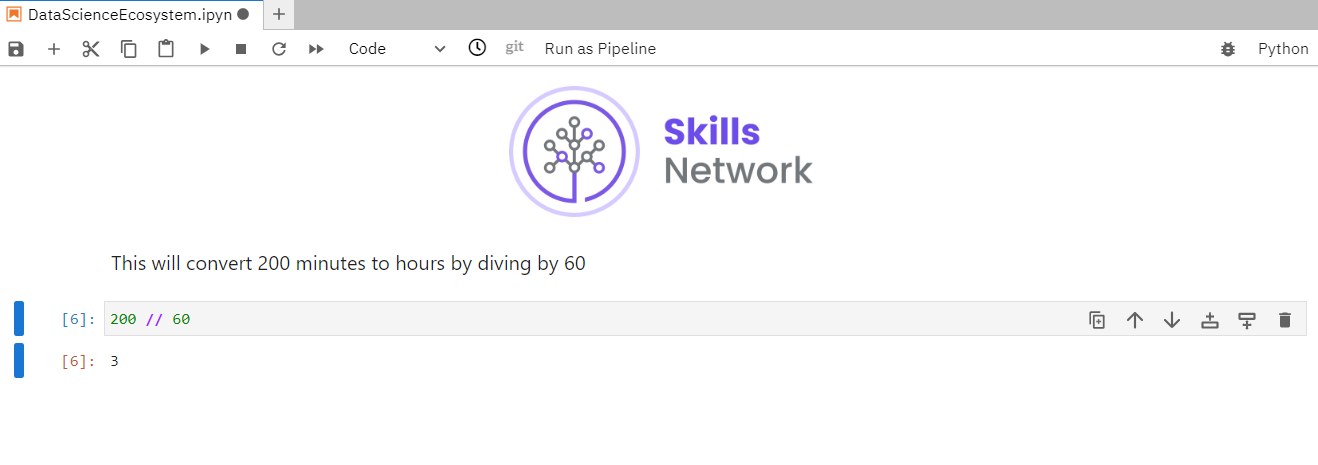 DataScienceEcosystem.ipyn
Code git Run as Pipeline Python
Skills
Network
This will convert 200 minutes to hours by diving by 60
[6]: 200 // 60
[6]: 3